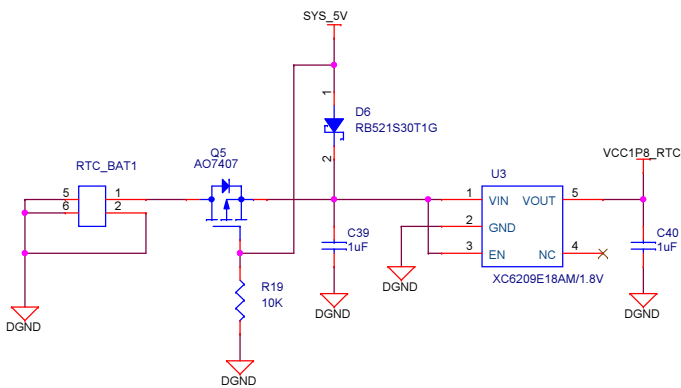 SYS_5V
1
D6
RB521S30T1G
2
Q5
AO7407
RTC_BAT1
5
6
1
2
VCC1P8_RTC
U3
1
VIN
VOUT
5
2
GND
3
EN
NC
4
XC6209E18AM/1.8V
C39
1uF
C40
1uF
R19
10K
DGND
DGND
DGND
DGND
DGND